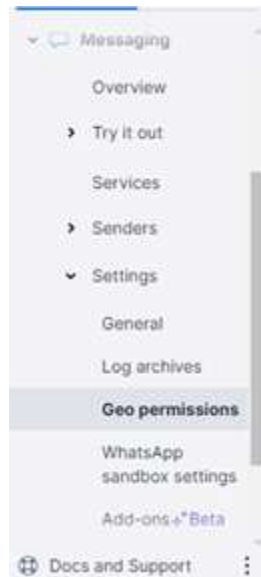 Messaging
Overview
Try it out
Services
Senders
Settings
General
Log archives
Geo permissions
WhatsApp
sandbox settings
Add-ons Beta
Docs and Support